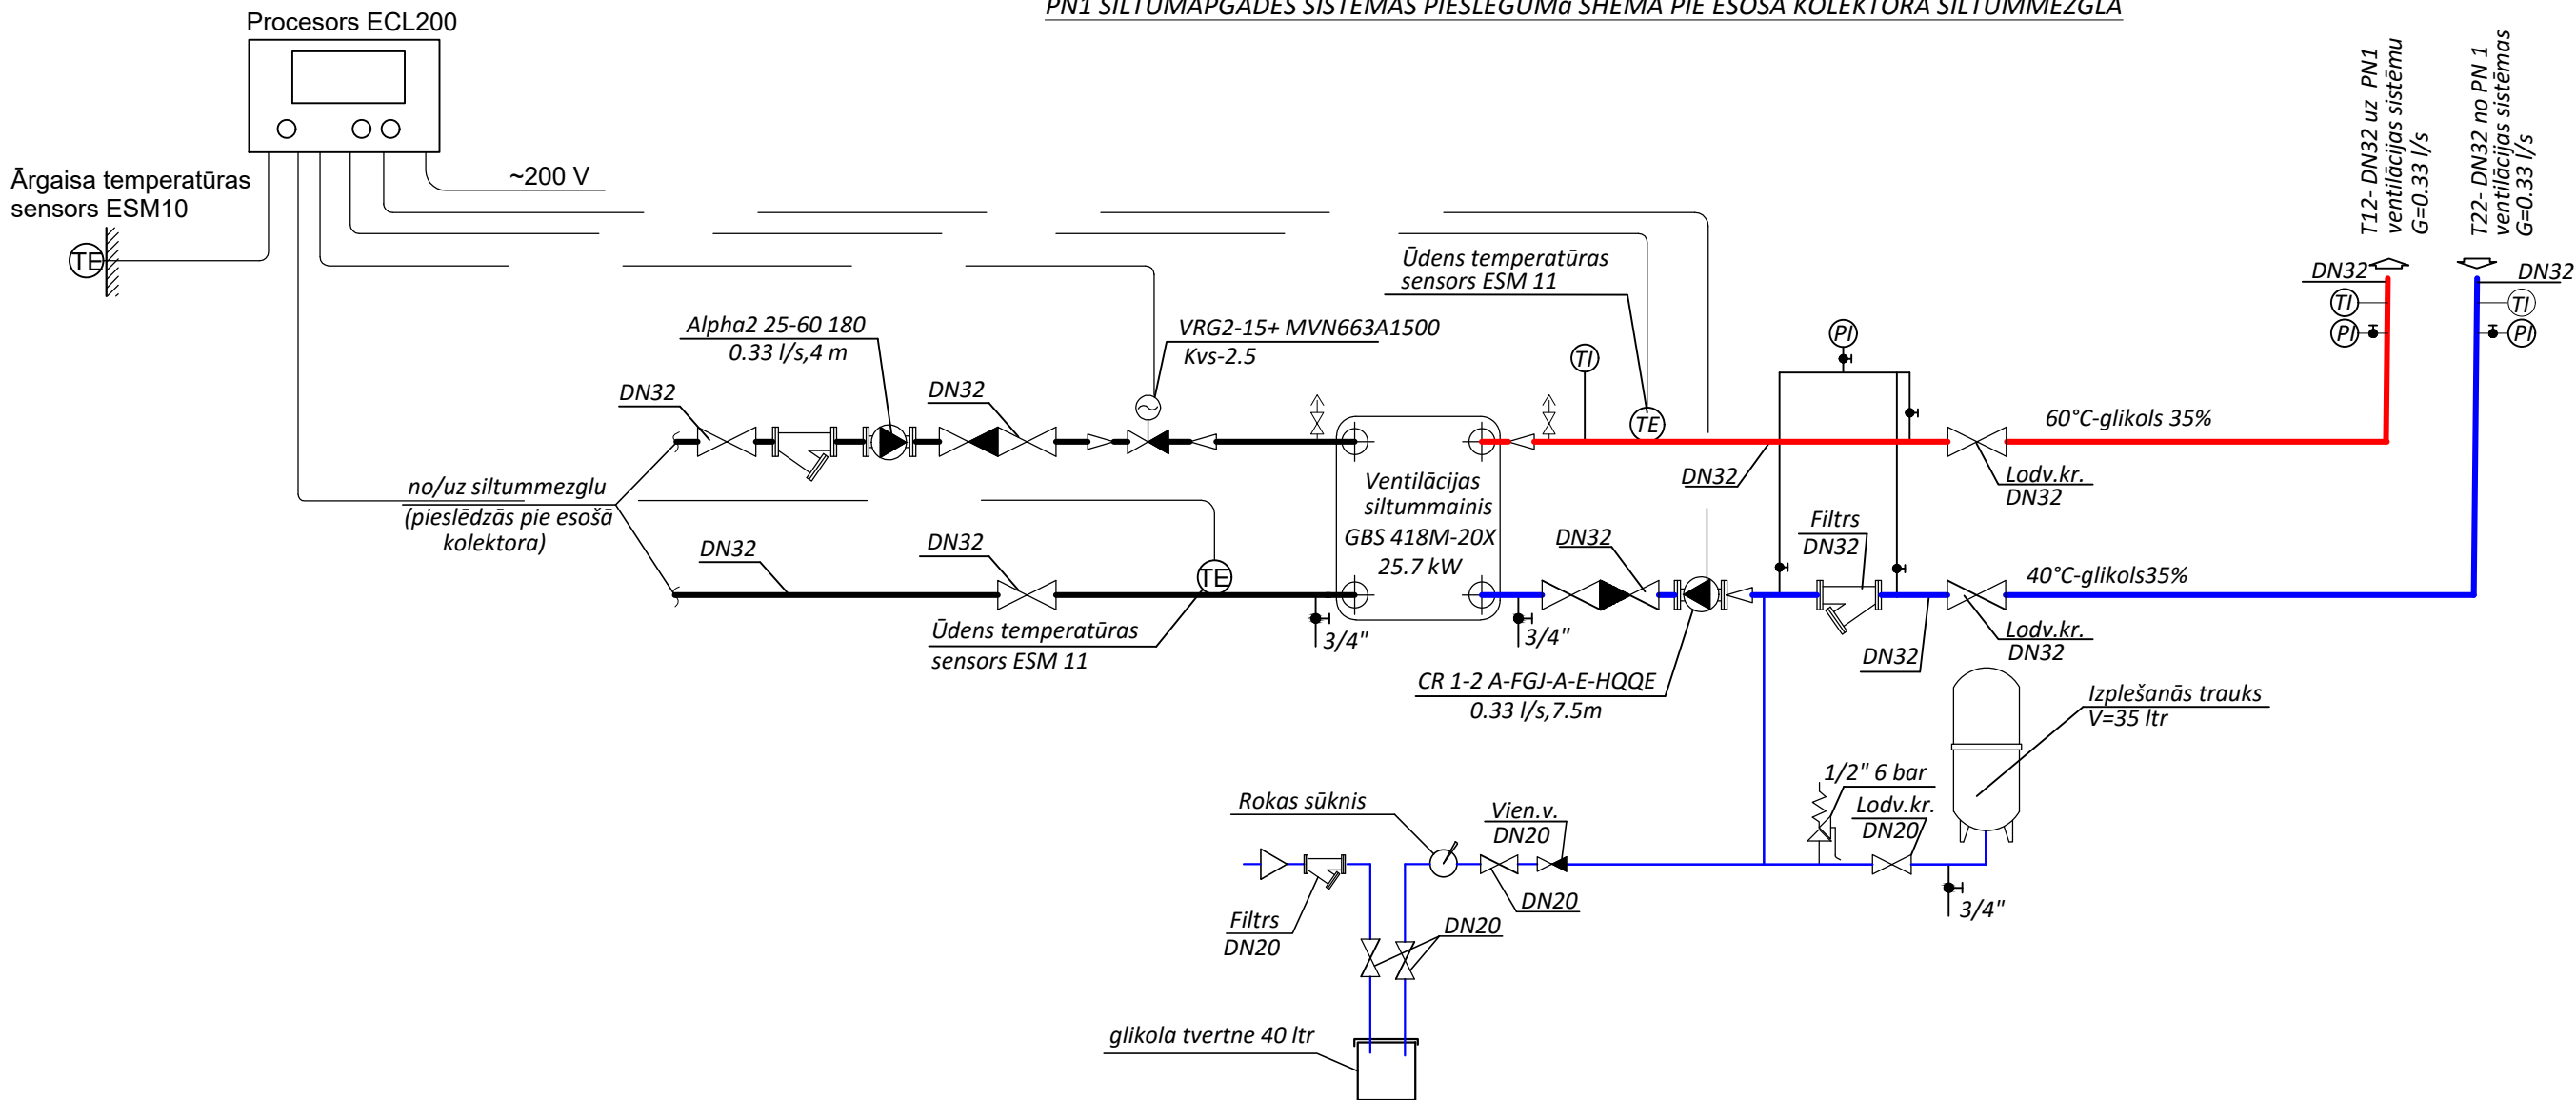 PN1 SILTUMAPGĀDES SISTĒMAS PIESLĒGUMa SHĒMA PIE ESOŠĀ KOLEKTORA SILTUMMEZGLĀ
Procesors ECL200
Ārgaisa temperatūras
sensors ESM10
TE
~200 V
T12- DN32 uz PN1
ventilācijas sistēmu
G=0.33 l/s
T22- DN32 no PN 1
ventilācijas sistēmas
G=0.33 l/s
DN32
DN32
TI
TI
PI
PI
Ūdens temperatūras
sensors ESM 11
Alpha2 25-60 180
0.33 l/s,4 m
VRG2-15+ MVN663A1500
Kvs-2.5
PI
TI
TE
DN32
DN32
60°C-glikols 35%
DN32
Lodv.kr.
DN32
no/uz siltummezglu
(pieslēdzās pie esošā
kolektora)
Ventilācijas
siltummainis
GBS 418M-20X
25.7 kW
Filtrs
DN32
DN32
DN32
DN32
TE
40°C-glikols35%
Ūdens temperatūras
sensors ESM 11
3/4"
3/4"
Lodv.kr.
DN32
DN32
CR 1-2 A-FGJ-A-E-HQQE
0.33 l/s,7.5m
Izplešanās trauks
V=35 ltr
1/2" 6 bar
Lodv.kr.
DN20
Rokas sūknis
Vien.v.
DN20
DN20
3/4"
Filtrs
DN20
DN20
glikola tvertne 40 ltr